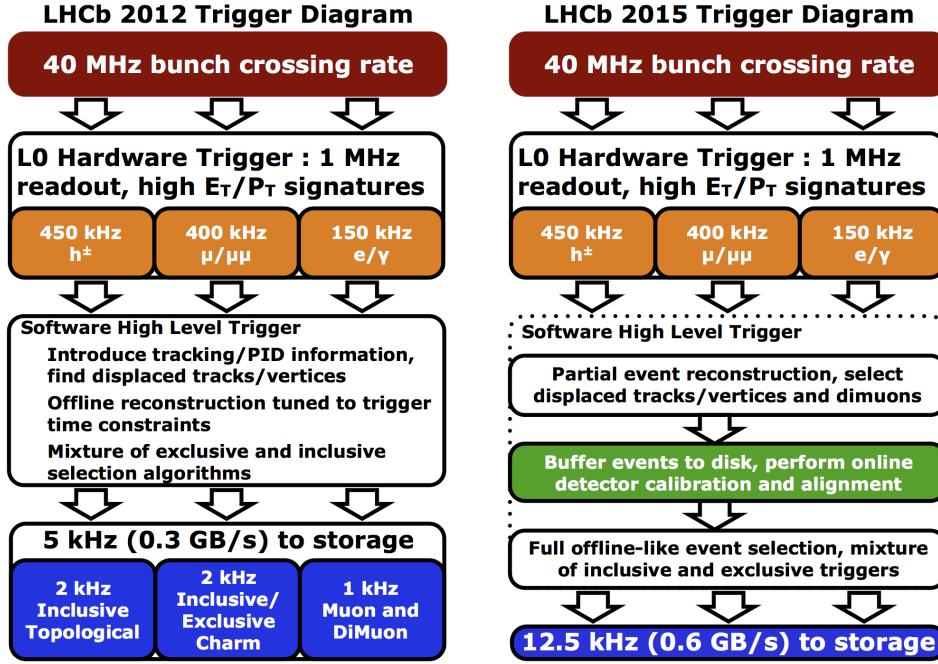 LHCb 2012 Trigger Diagram
40 MHz bunch crossing rate
L0 Hardware Trigger : 1 MHz
readout, high E_T/P_T signatures
450 kHz
h±
400 kHz
μ/μμ
150 kHz
e/γ
Software High Level Trigger
Introduce tracking/PID information,
find displaced tracks/vertices
Offline reconstruction tuned to trigger
time constraints
Mixture of exclusive and inclusive
selection algorithms
5 kHz (0.3 GB/s) to storage
2 kHz
Inclusive
Topological
2 kHz
Inclusive/
Exclusive
Charm
1 kHz
Muon and
DiMuon
LHCb 2015 Trigger Diagram
40 MHz bunch crossing rate
L0 Hardware Trigger : 1 MHz
readout, high E_T/P_T signatures
450 kHz
h±
400 kHz
μ/μμ
150 kHz
e/γ
Software High Level Trigger
Partial event reconstruction, select
displaced tracks/vertices and dimuons
Buffer events to disk, perform online
detector calibration and alignment
Full offline-like event selection, mixture
of inclusive and exclusive triggers
12.5 kHz (0.6 GB/s) to storage